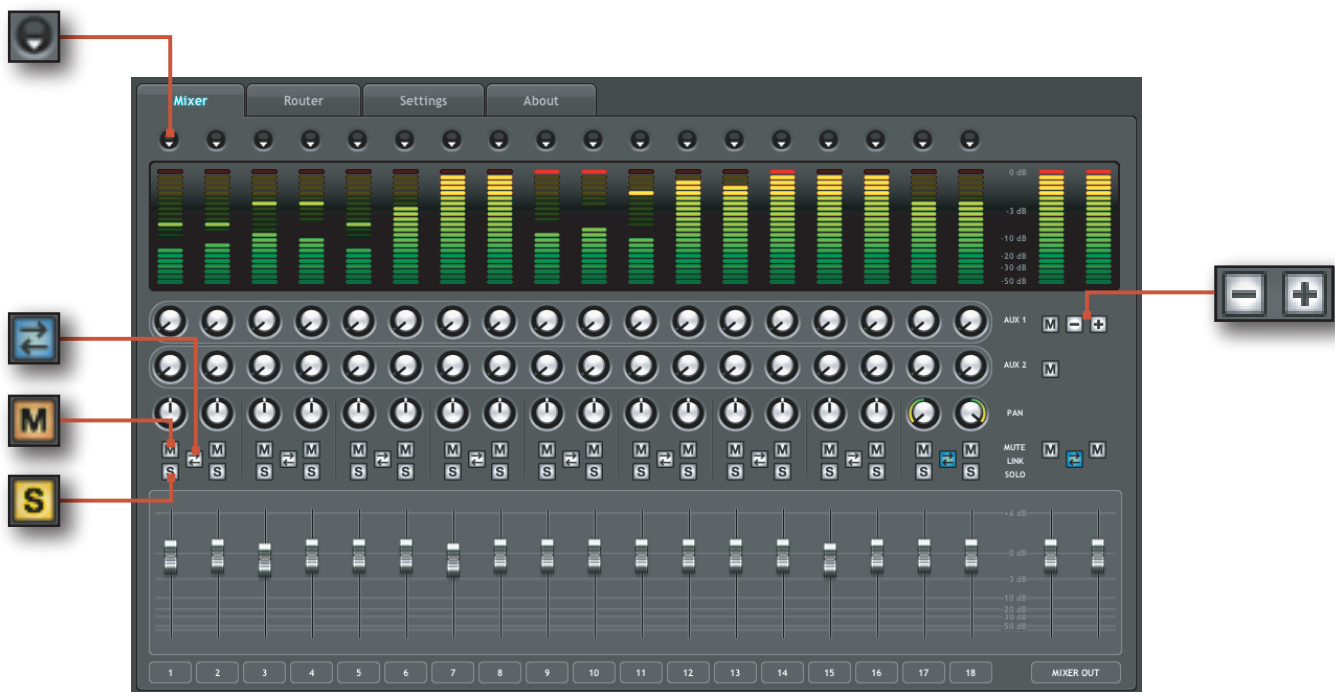 Mixer Router Settings About
0 dB
-3 dB
-10 dB
-20 dB
-30 dB
-50 dB
AUX 1 M
AUX 2 M
PAN
M
M M M M M M M M M M M M M M M M M M MUTE M M
LINK
S
S S S S S S S S S S S S S S S S S S SOLO
+6 dB
0 dB
-3 dB
-10 dB
-20 dB
-30 dB
-50 dB
1 2 3 4 5 6 7 8 9 10 11 12 13 14 15 16 17 18 MIXER OUT